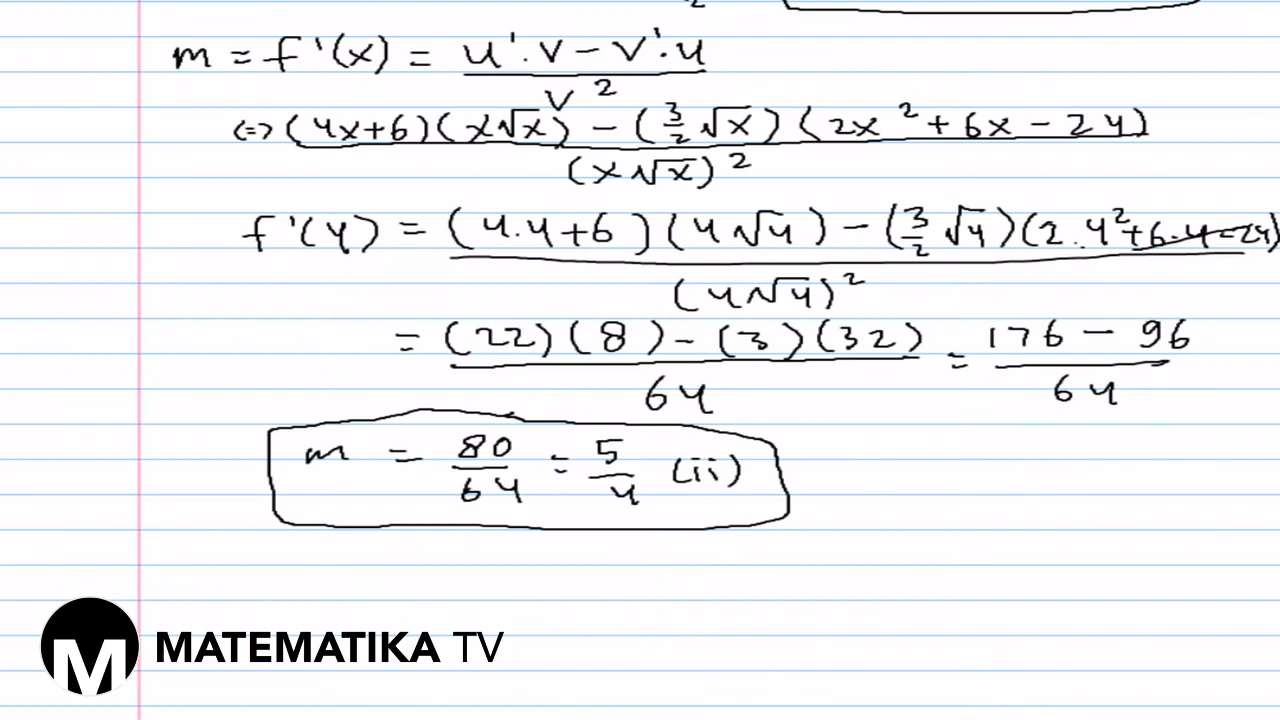 m = f'(x) = (u'.v - v'.u)/v²
<=> ((4x+6)(x√x) - (3/2 √x)(2x²+6x-24))/(x√x)²
f'(4) = ((4.4+6)(4√4) - (3/2 √4)(2.4²+6.4-24))/(4√4)²
= ((22)(8) - (3)(32))/64 = (176 - 96)/64
m = 80/64 = 5/4 (ii)
M MATEMATIKA TV